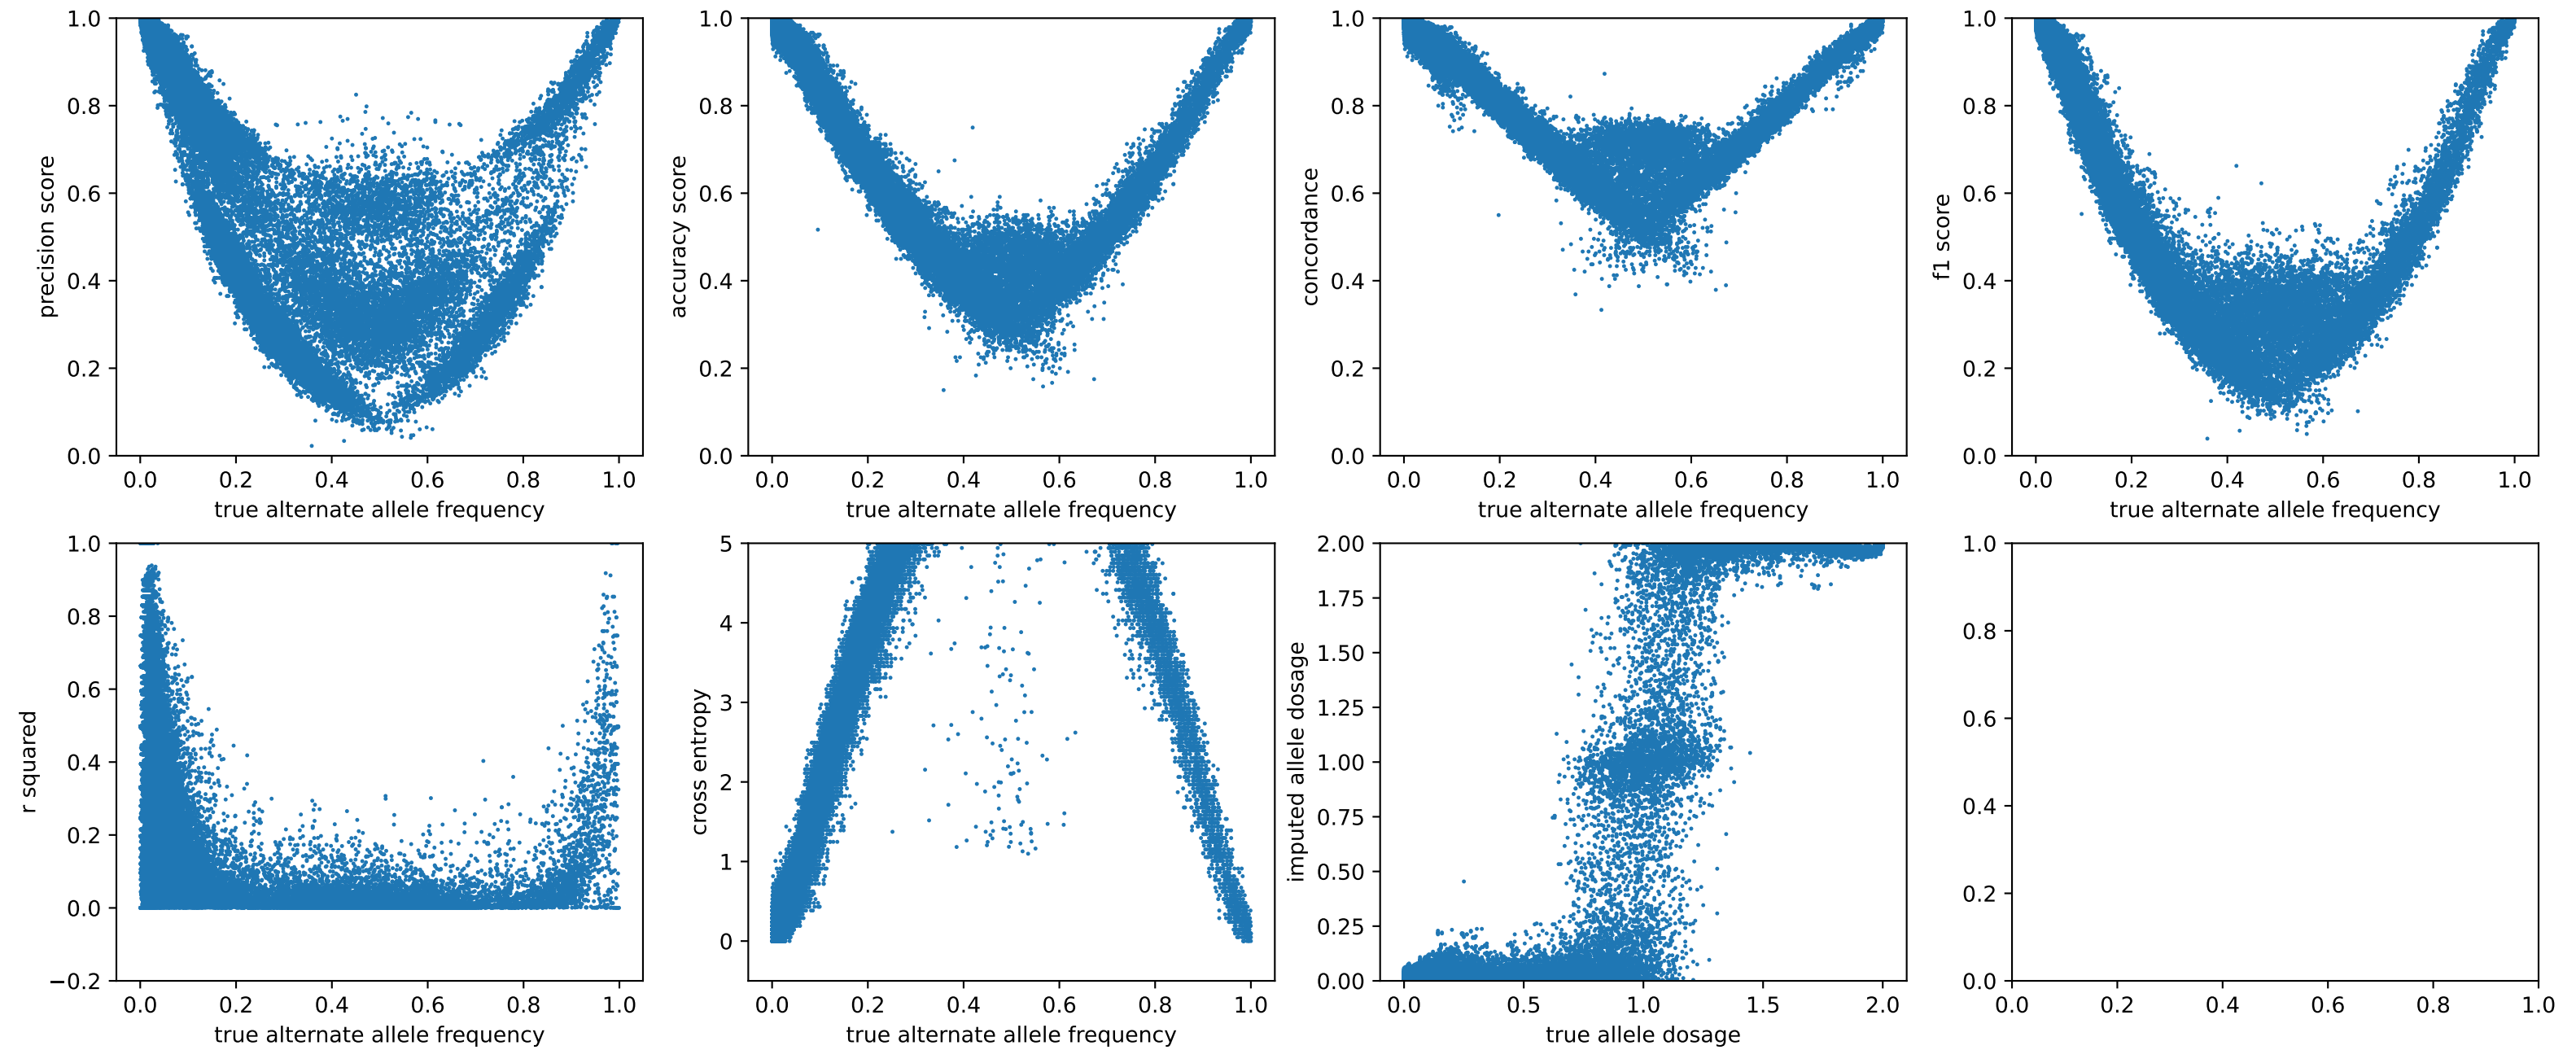 1.0 0.8 0.6 0.4 0.2 0.0
precision score
0.0 0.2 0.4 0.6 0.8 1.0
true alternate allele frequency
1.0 0.8 0.6 0.4 0.2 0.0
accuracy score
0.0 0.2 0.4 0.6 0.8 1.0
true alternate allele frequency
1.0 0.8 0.6 0.4 0.2 0.0
concordance
0.0 0.2 0.4 0.6 0.8 1.0
true alternate allele frequency
1.0 0.8 0.6 0.4 0.2 0.0
f1 score
0.0 0.2 0.4 0.6 0.8 1.0
true alternate allele frequency
1.0 0.8 0.6 0.4 0.2 0.0 −0.2
r squared
0.0 0.2 0.4 0.6 0.8 1.0
true alternate allele frequency
5 4 3 2 1 0
cross entropy
0.0 0.2 0.4 0.6 0.8 1.0
true alternate allele frequency
2.00 1.75 1.50 1.25 1.00 0.75 0.50 0.25 0.00
imputed allele dosage
0.0 0.5 1.0 1.5 2.0
true allele dosage
1.0 0.8 0.6 0.4 0.2 0.0
0.0 0.2 0.4 0.6 0.8 1.0